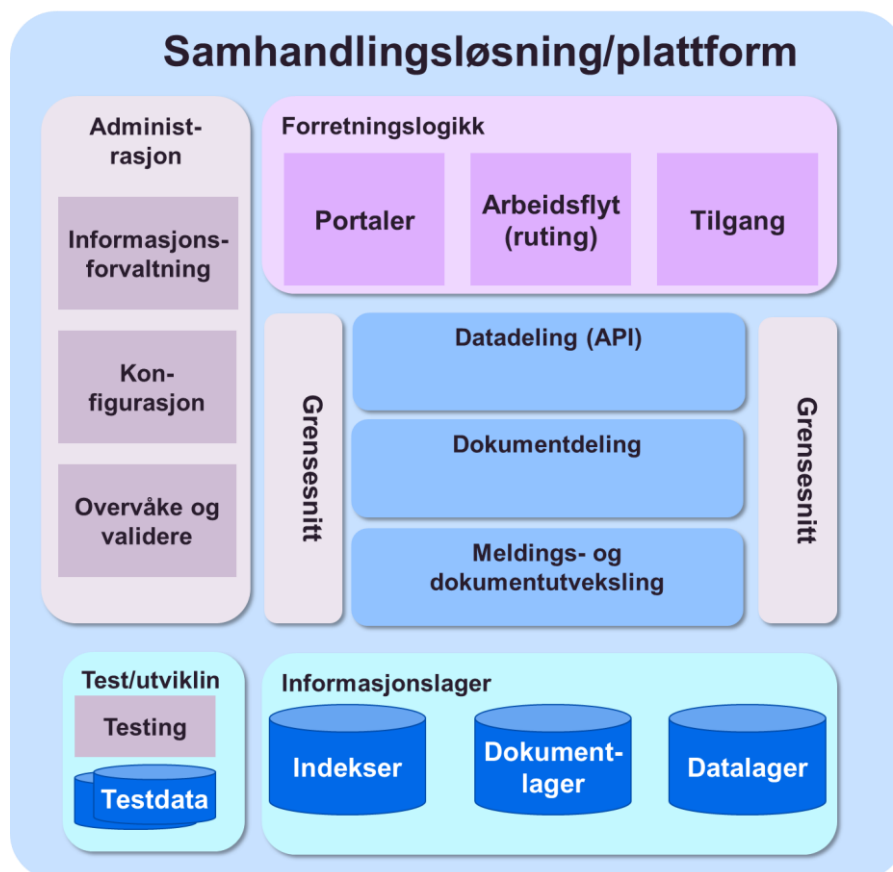 Samhandlingsløsning/plattform
Administ-
rasjon
Informasjons-
forvaltning
Kon-
figurasjon
Overvåke og
validere
Forretningslogikk
Portaler
Arbeidsflyt
(ruting)
Tilgang
Grensesnitt
Datadeling (API)
Dokumentdeling
Meldings- og
dokumentutveksling
Grensesnitt
Test/utviklin
Testing
Testdata
Informasjonslager
Indekser
Dokument-
lager
Datalager